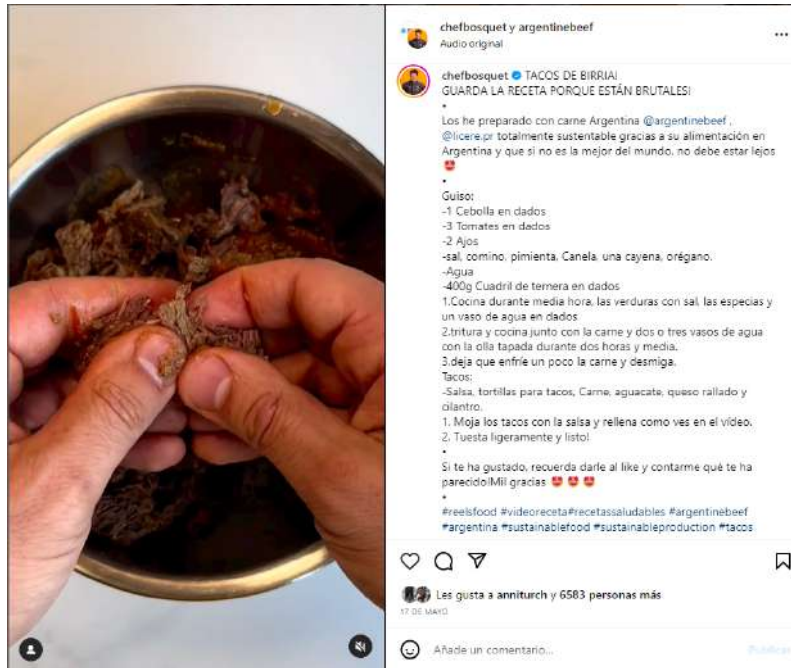 chefbosquet y argentinebeef
Audio original
chefbosquet TACOS DE BIRRIA!
GUARDA LA RECETA PORQUE ESTÁN BRUTALES!
•
Los he preparado con carne Argentina @argentinebeef ,
@licere.pr totalmente sustentable gracias a su alimentación en
Argentina y que si no es la mejor del mundo. no debe estar lejos
😍
•
Guiso:
-1 Cebolla en dados
-3 Tomates en dados
-2 Ajos
-sal, comino, pimienta, Canela, una cayena, orégano.
-Agua
-400g Cuadril de ternera en dados
1.Cocina durante media hora, las verduras con sal, las especias y
un vaso de agua en dados
2.tritura y cocina junto con la carne y dos o tres vasos de agua
con la olla tapada durante dos horas y media.
3.deja que enfríe un poco la carne y desmiga.
Tacos:
-Salsa, tortillas para tacos, Carne, aguacate, queso rallado y
cilantro.
1. Moja los tacos con la salsa y rellena como ves en el vídeo.
2. Tuesta ligeramente y listo!
•
Si te ha gustado, recuerda darle al like y contarme qué te ha
parecido!Mil gracias 😍 😍 😍
•
#reelsfood #videoreceta#recetassaludables #argentinebeef
#argentina #sustainablefood #sustainableproduction #tacos
Les gusta a anniturch y 6583 personas más
17 DE MAYO
Añade un comentario...
Publicar